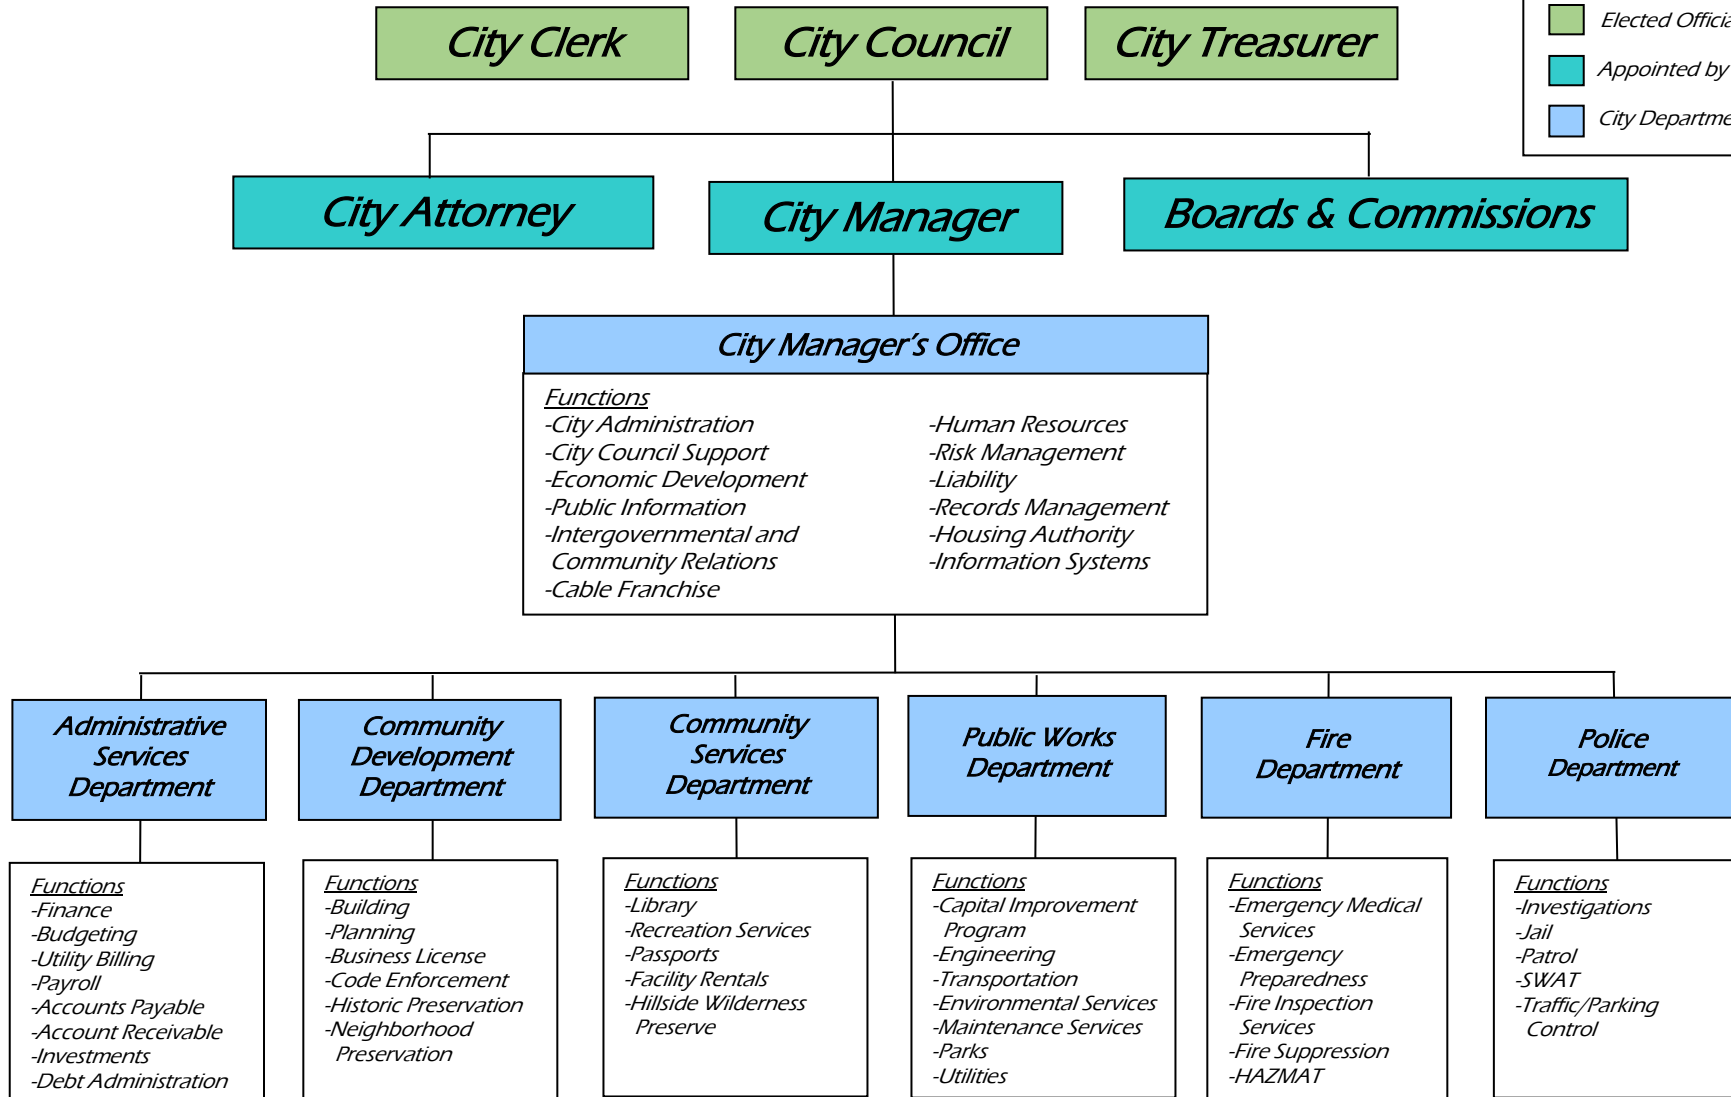 City Clerk
City Council
City Treasurer
Elected Officia
Appointed by
City Departme
City Attorney
City Manager
Boards & Commissions
City Manager's Office
Functions
-City Administration
-City Council Support
-Economic Development
-Public Information
-Intergovernmental and
Community Relations
-Cable Franchise
-Human Resources
-Risk Management
-Liability
-Records Management
-Housing Authority
-Information Systems
Administrative
Services
Department
Community
Development
Department
Community
Services
Department
Public Works
Department
Fire
Department
Police
Department
Functions
-Finance
-Budgeting
-Utility Billing
-Payroll
-Accounts Payable
-Account Receivable
-Investments
-Debt Administration
Functions
-Building
-Planning
-Business License
-Code Enforcement
-Historic Preservation
-Neighborhood
Preservation
Functions
-Library
-Recreation Services
-Passports
-Facility Rentals
-Hillside Wilderness
Preserve
Functions
-Capital Improvement
Program
-Engineering
-Transportation
-Environmental Services
-Maintenance Services
-Parks
-Utilities
Functions
-Emergency Medical
Services
-Emergency
Preparedness
-Fire Inspection
Services
-Fire Suppression
-HAZMAT
Functions
-Investigations
-Jail
-Patrol
-SWAT
-Traffic/Parking
Control